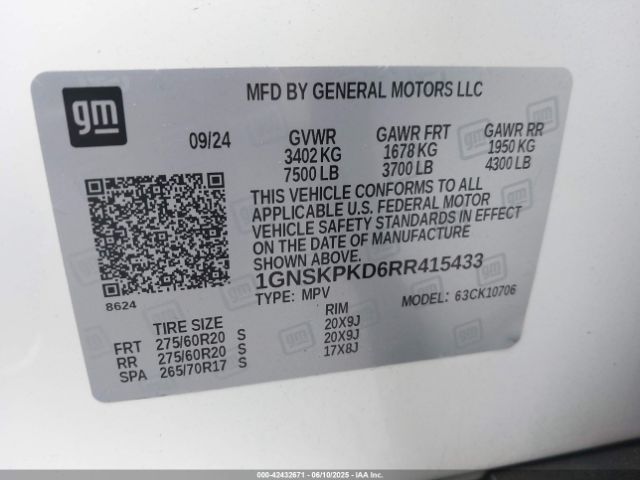 gm
MFD BY GENERAL MOTORS LLC
09/24 GVWR GAWR FRT GAWR RR
3402 KG 1678 KG 1950 KG
7500 LB 3700 LB 4300 LB
THIS VEHICLE CONFORMS TO ALL
APPLICABLE U.S. FEDERAL MOTOR
VEHICLE SAFETY STANDARDS IN EFFECT
ON THE DATE OF MANUFACTURE
SHOWN ABOVE.
1GNSKPKD6RR415433
8624
TYPE: MPV MODEL: 63CK10706
TIRE SIZE RIM
FRT 275/60R20 S 20X9J
RR 275/60R20 S 20X9J
SPA 265/70R17 S 17X8J
000-42432671 - 06/10/2025 - IAA Inc.